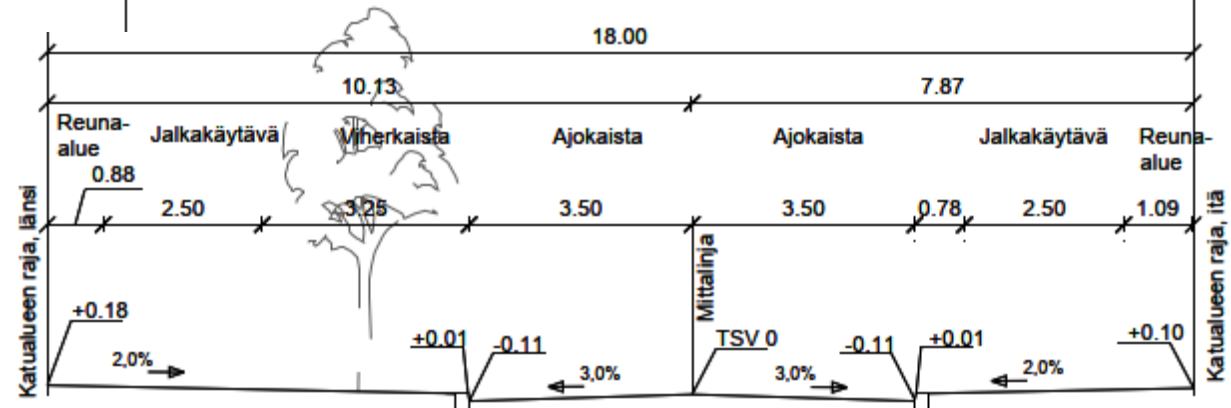 18.00
10.13
7.87
Reuna-
alue
Jalkakäytävä
Viherkaista
Ajokaista
Ajokaista
Jalkakäytävä
Reuna-
alue
0.88
2.50
3.25
3.50
3.50
0.78
2.50
1.09
Katualueen raja, länsi
Mittalinja
Katualueen raja, itä
+0.18
+0.01
-0.11
TSV 0
-0.11
+0.01
+0.10
2,0%
3,0%
3,0%
2,0%